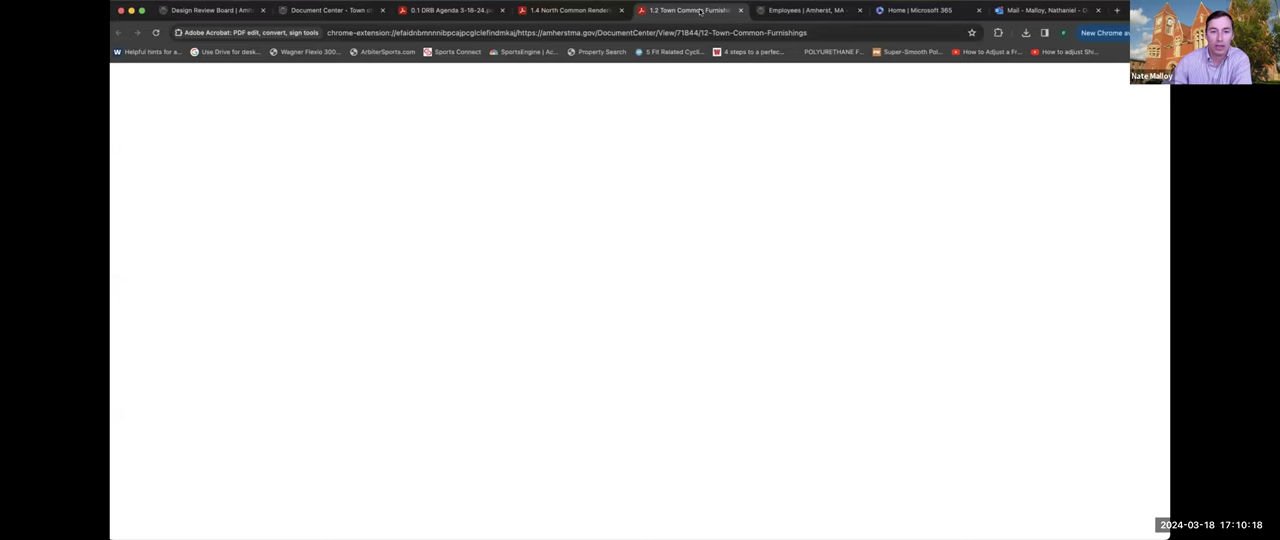 Design Review Board | Amh
Document Center • Town of
0.1 DRB Agenda 3-18-24.p
1.4 North Common Render
1.2 Town Common Furnish
Employees | Amherst, MA
Home | Microsoft 365
Mail - Malloy, Nathaniel - O
Adobe Acrobat: PDF edit, convert, sign tools
chrome-extension://efaidnbmnnnibpcajpcglclefindmkaj/https://amherstma.gov/DocumentCenter/View/71844/12-Town-Common-Furnishings
New Chrome av
Helpful hints for a...
Use Drive for desk...
Wagner Flexio 300...
ArbiterSports.com
Sports Connect
SportsEngine | Ac...
Property Search
5 Fit Related Cycli...
4 steps to a perfec...
POLYURETHANE F...
Super-Smooth Pol...
How to Adjust a Fr...
How to adjust Shi...
Nate Malloy
2024-03-18 17:10:18